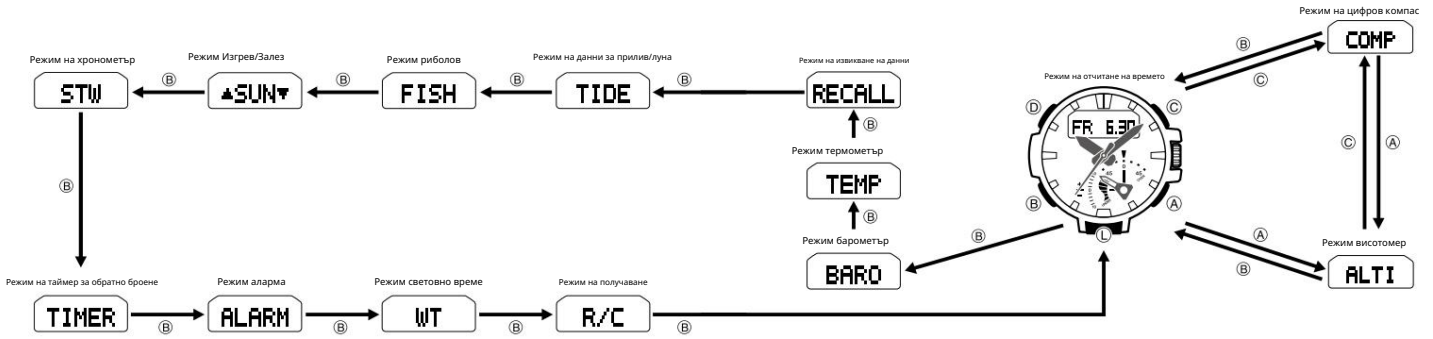 Режим на цифров компас
COMP
B
C
Режим на хронометър
STW
B
Режим Изгрев/Залез
▲SUN▼
B
Режим риболов
FISH
B
Режим на данни за прилив/луна
TIDE
B
Режим на извикване на данни
RECALL
B
Режим термометър
TEMP
B
Режим барометър
BARO
B
Режим на отчитане на времето
D
C
FR 6.30
45
45
B
A
L
C
A
A
B
Режим висотомер
ALTI
B
Режим на таймер за обратно броене
TIMER
B
Режим аларма
ALARM
B
Режим световно време
WT
B
Режим на получаване
R/C
B